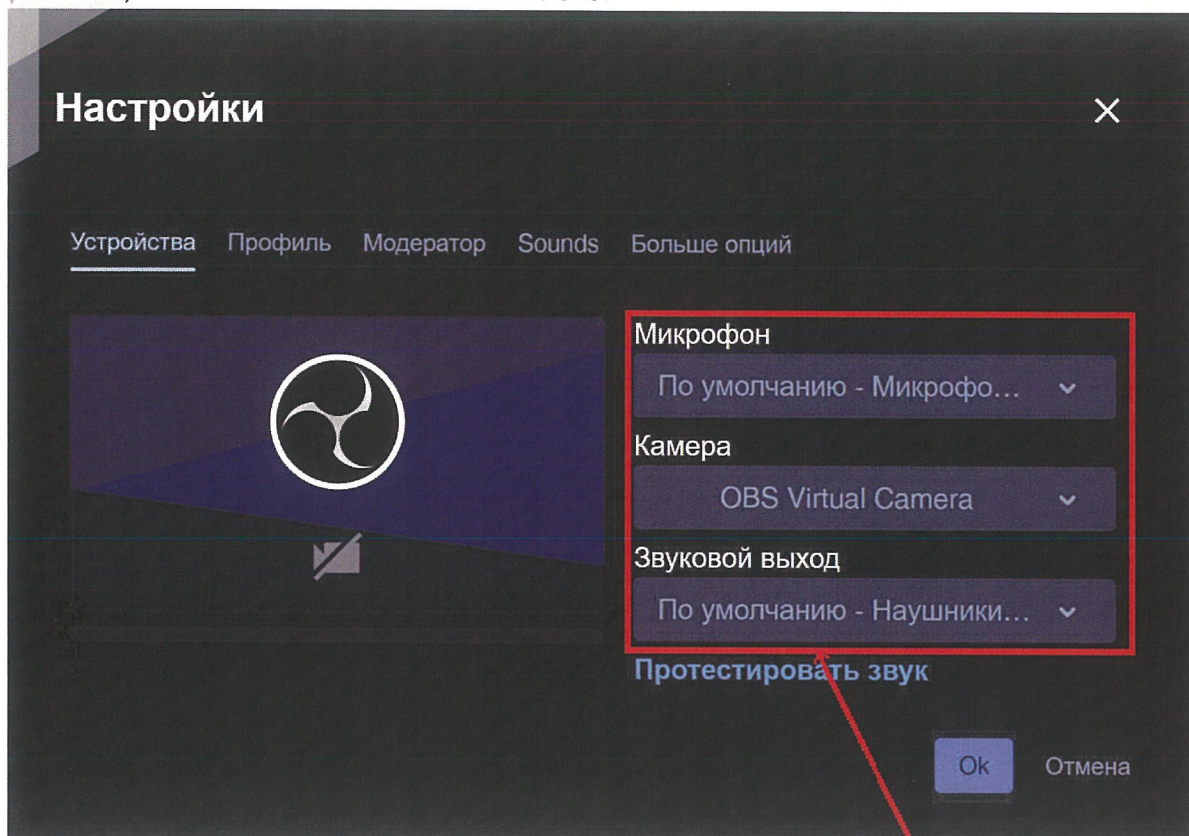 Настройки
Устройства Профиль Модератор Sounds Больше опций
Микрофон
По умолчанию - Микрофо...
Камера
OBS Virtual Camera
Звуковой выход
По умолчанию - Наушники...
Протестировать звук
Ok Отмена